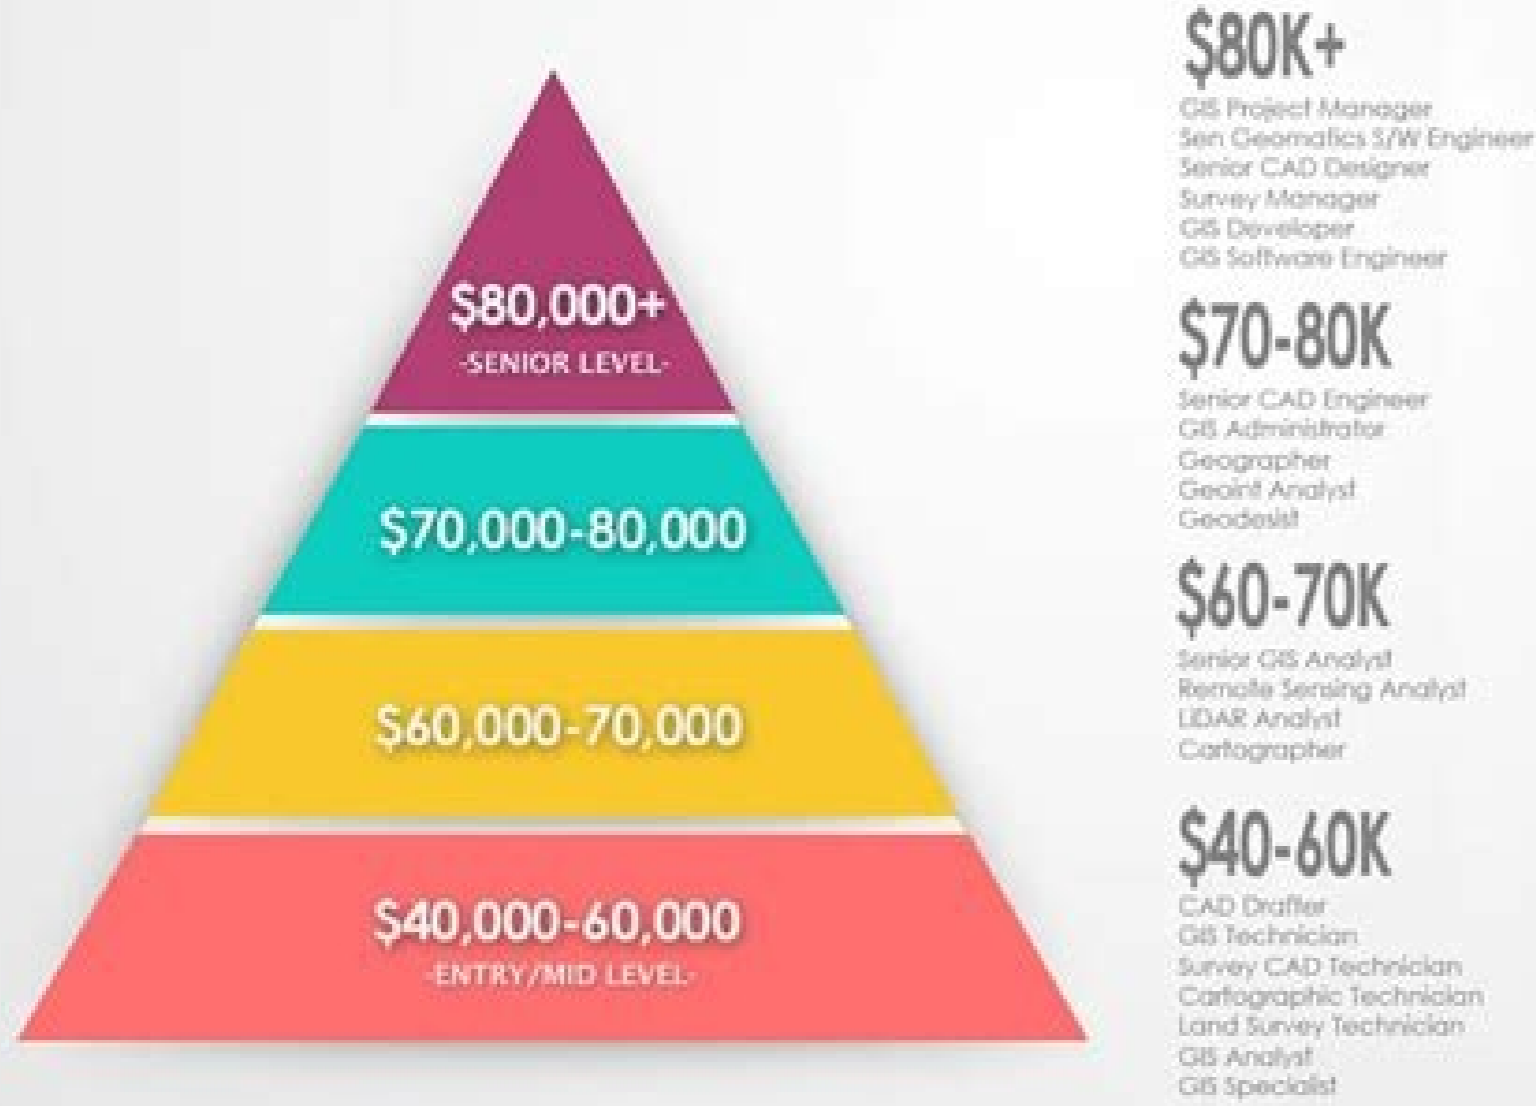 $80,000+
-SENIOR LEVEL-
$70,000-80,000
$60,000-70,000
$40,000-60,000
-ENTRY/MID LEVEL-
$80K+
GIS Project Manager
Sen Geomatics S/W Engineer
Senior CAD Designer
Survey Manager
GIS Developer
GIS Software Engineer
$70-80K
Senior CAD Engineer
GIS Administrator
Geographer
Geoint Analyst
Geodesist
$60-70K
Senior GIS Analyst
Remote Sensing Analyst
LiDAR Analyst
Cartographer
$40-60K
CAD Drafter
GIS Technician
Survey CAD Technician
Cartographic Technician
Land Survey Technician
GIS Analyst
GIS Specialist